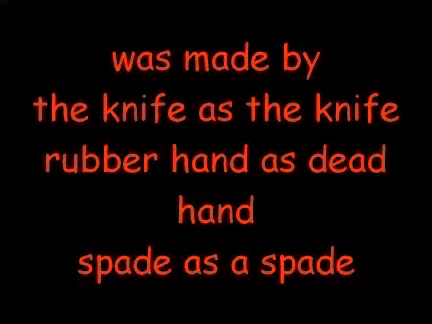 was made by
the knife as the knife
rubber hand as dead
hand
spade as a spade